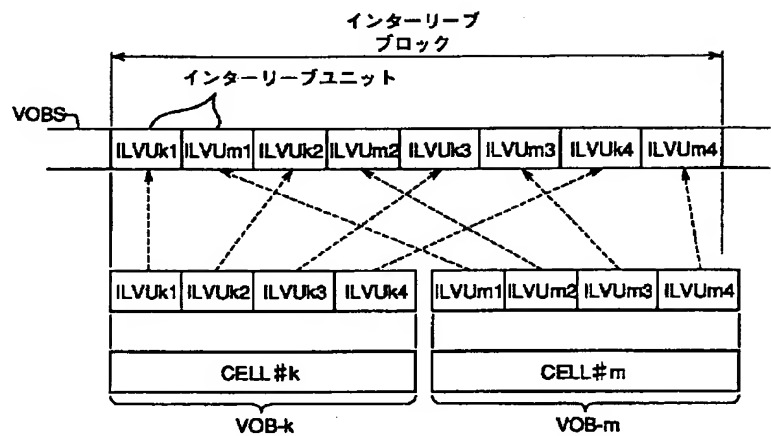 インターリーブ
ブロック
インターリーブユニット
VOBS
ILVUk1 ILVUm1 ILVUk2 ILVUm2 ILVUk3 ILVUm3 ILVUk4 ILVUm4
ILVUk1 ILVUk2 ILVUk3 ILVUk4 ILVUm1 ILVUm2 ILVUm3 ILVUm4
CELL#k CELL#m
VOB-k VOB-m